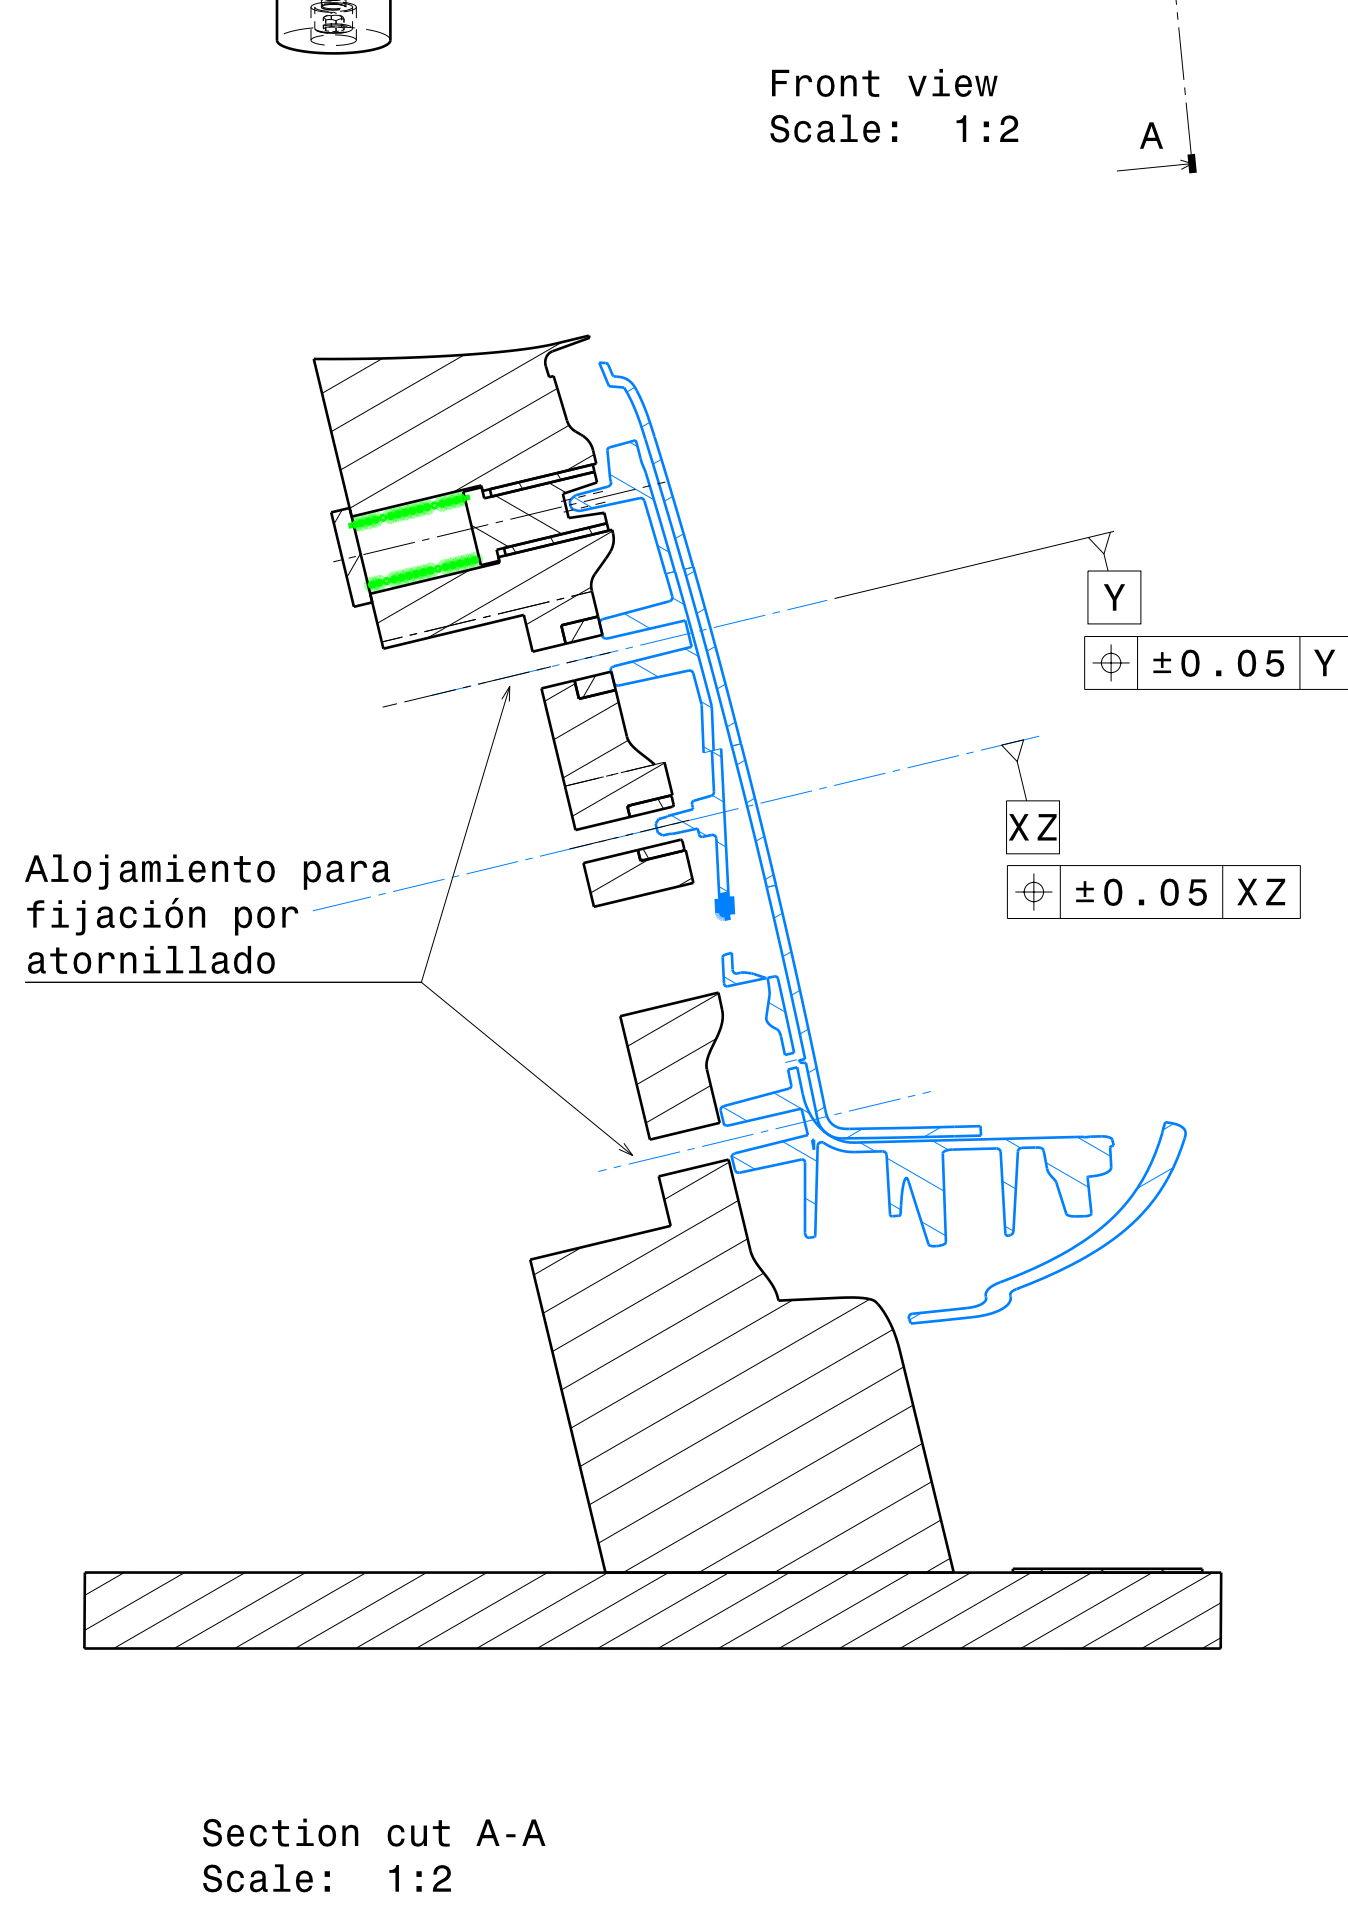 Front view
Scale: 1:2
A
Y
±0.05 Y
XZ
±0.05 XZ
Alojamiento para
fijación por
atornillado
Section cut A-A
Scale: 1:2